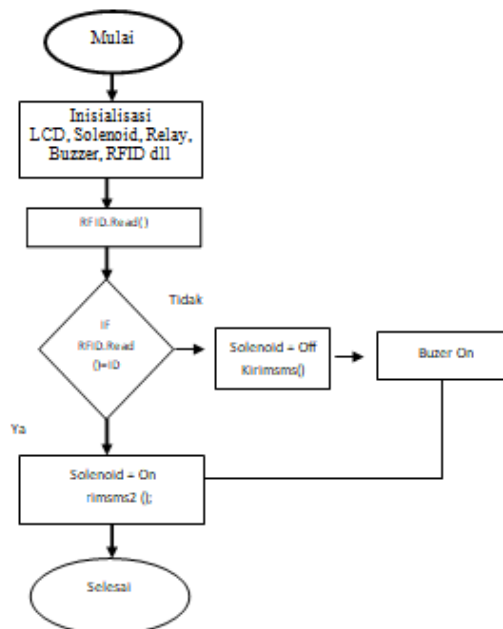 Mulai
Inisialisasi
LCD, Solenoid, Relay,
Buzzer, RFID dll
RFID.Read()
Tidak
IF
RFID.Read
()=ID
Solenoid = Off
Kirimsms()
Buzer On
Ya
Solenoid = On
rimsms2 ();
Selesai